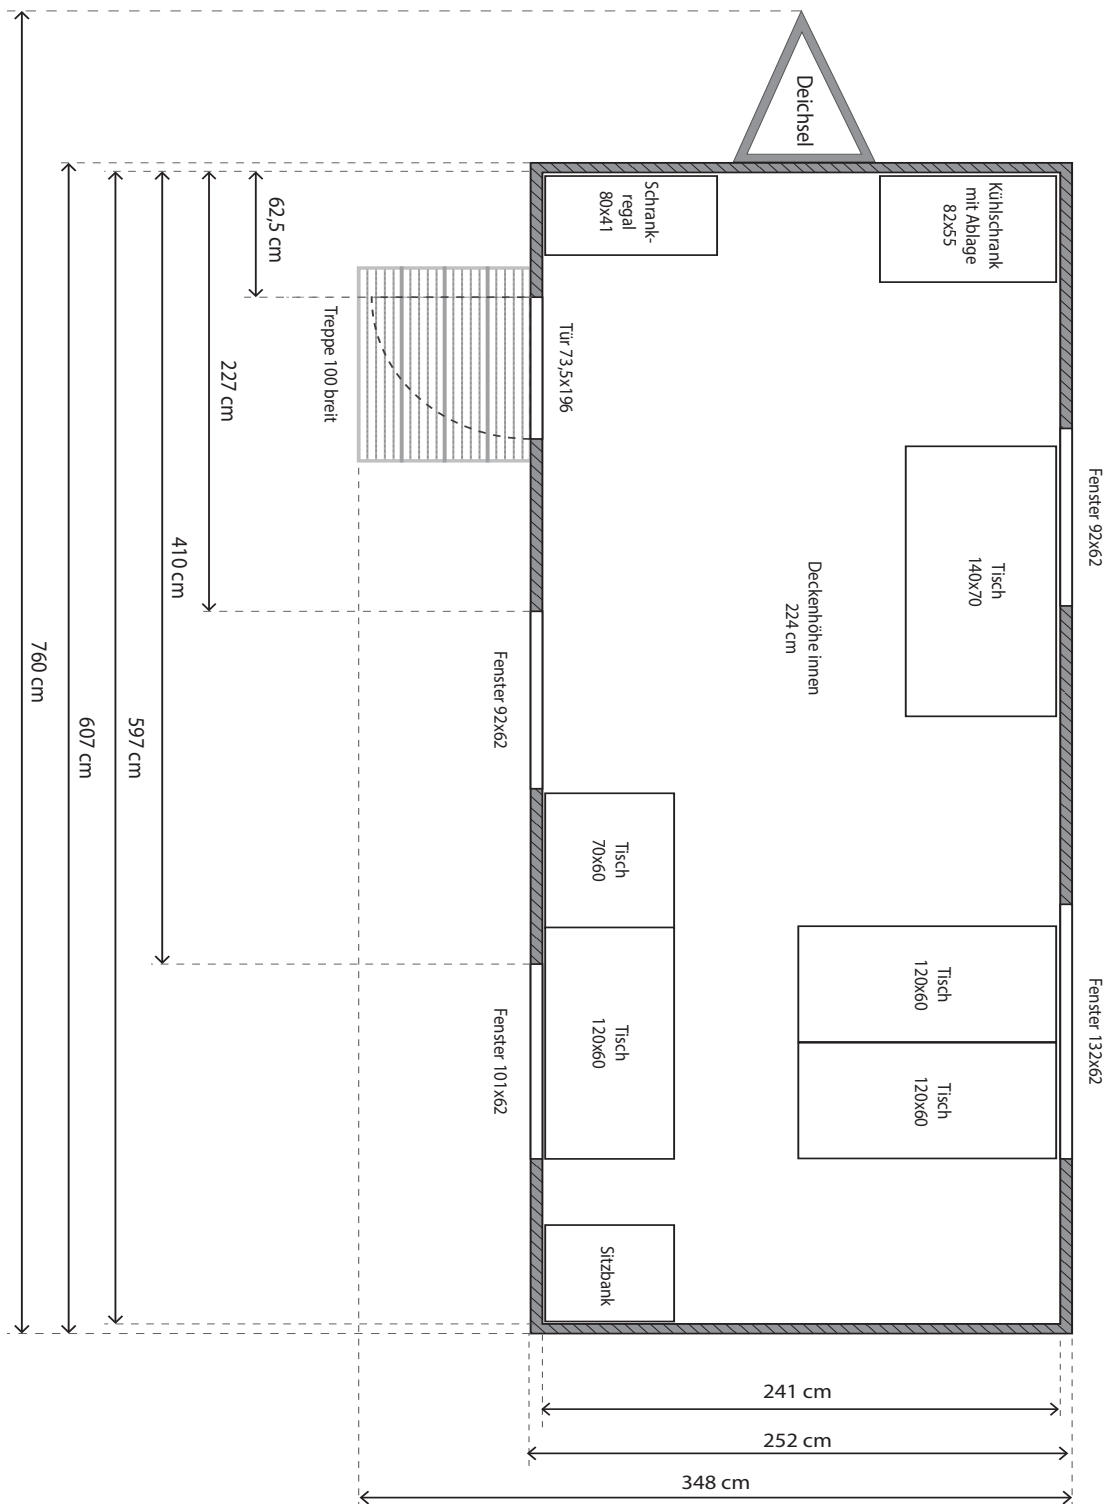 Deichsel
Schrank-
regal
80x41
Kühlschrank
mit Ablage
82x55
62,5 cm
Treppe 100 breit
Tür 73,5x196
227 cm
Fenster 92x62
Tisch
140x70
Deckenhöhe innen
224 cm
410 cm
760 cm
607 cm
597 cm
Fenster 92x62
Tisch
70x60
Tisch
120x60
Tisch
120x60
Tisch
120x60
Fenster 132x62
Fenster 101x62
Sitzbank
241 cm
252 cm
348 cm